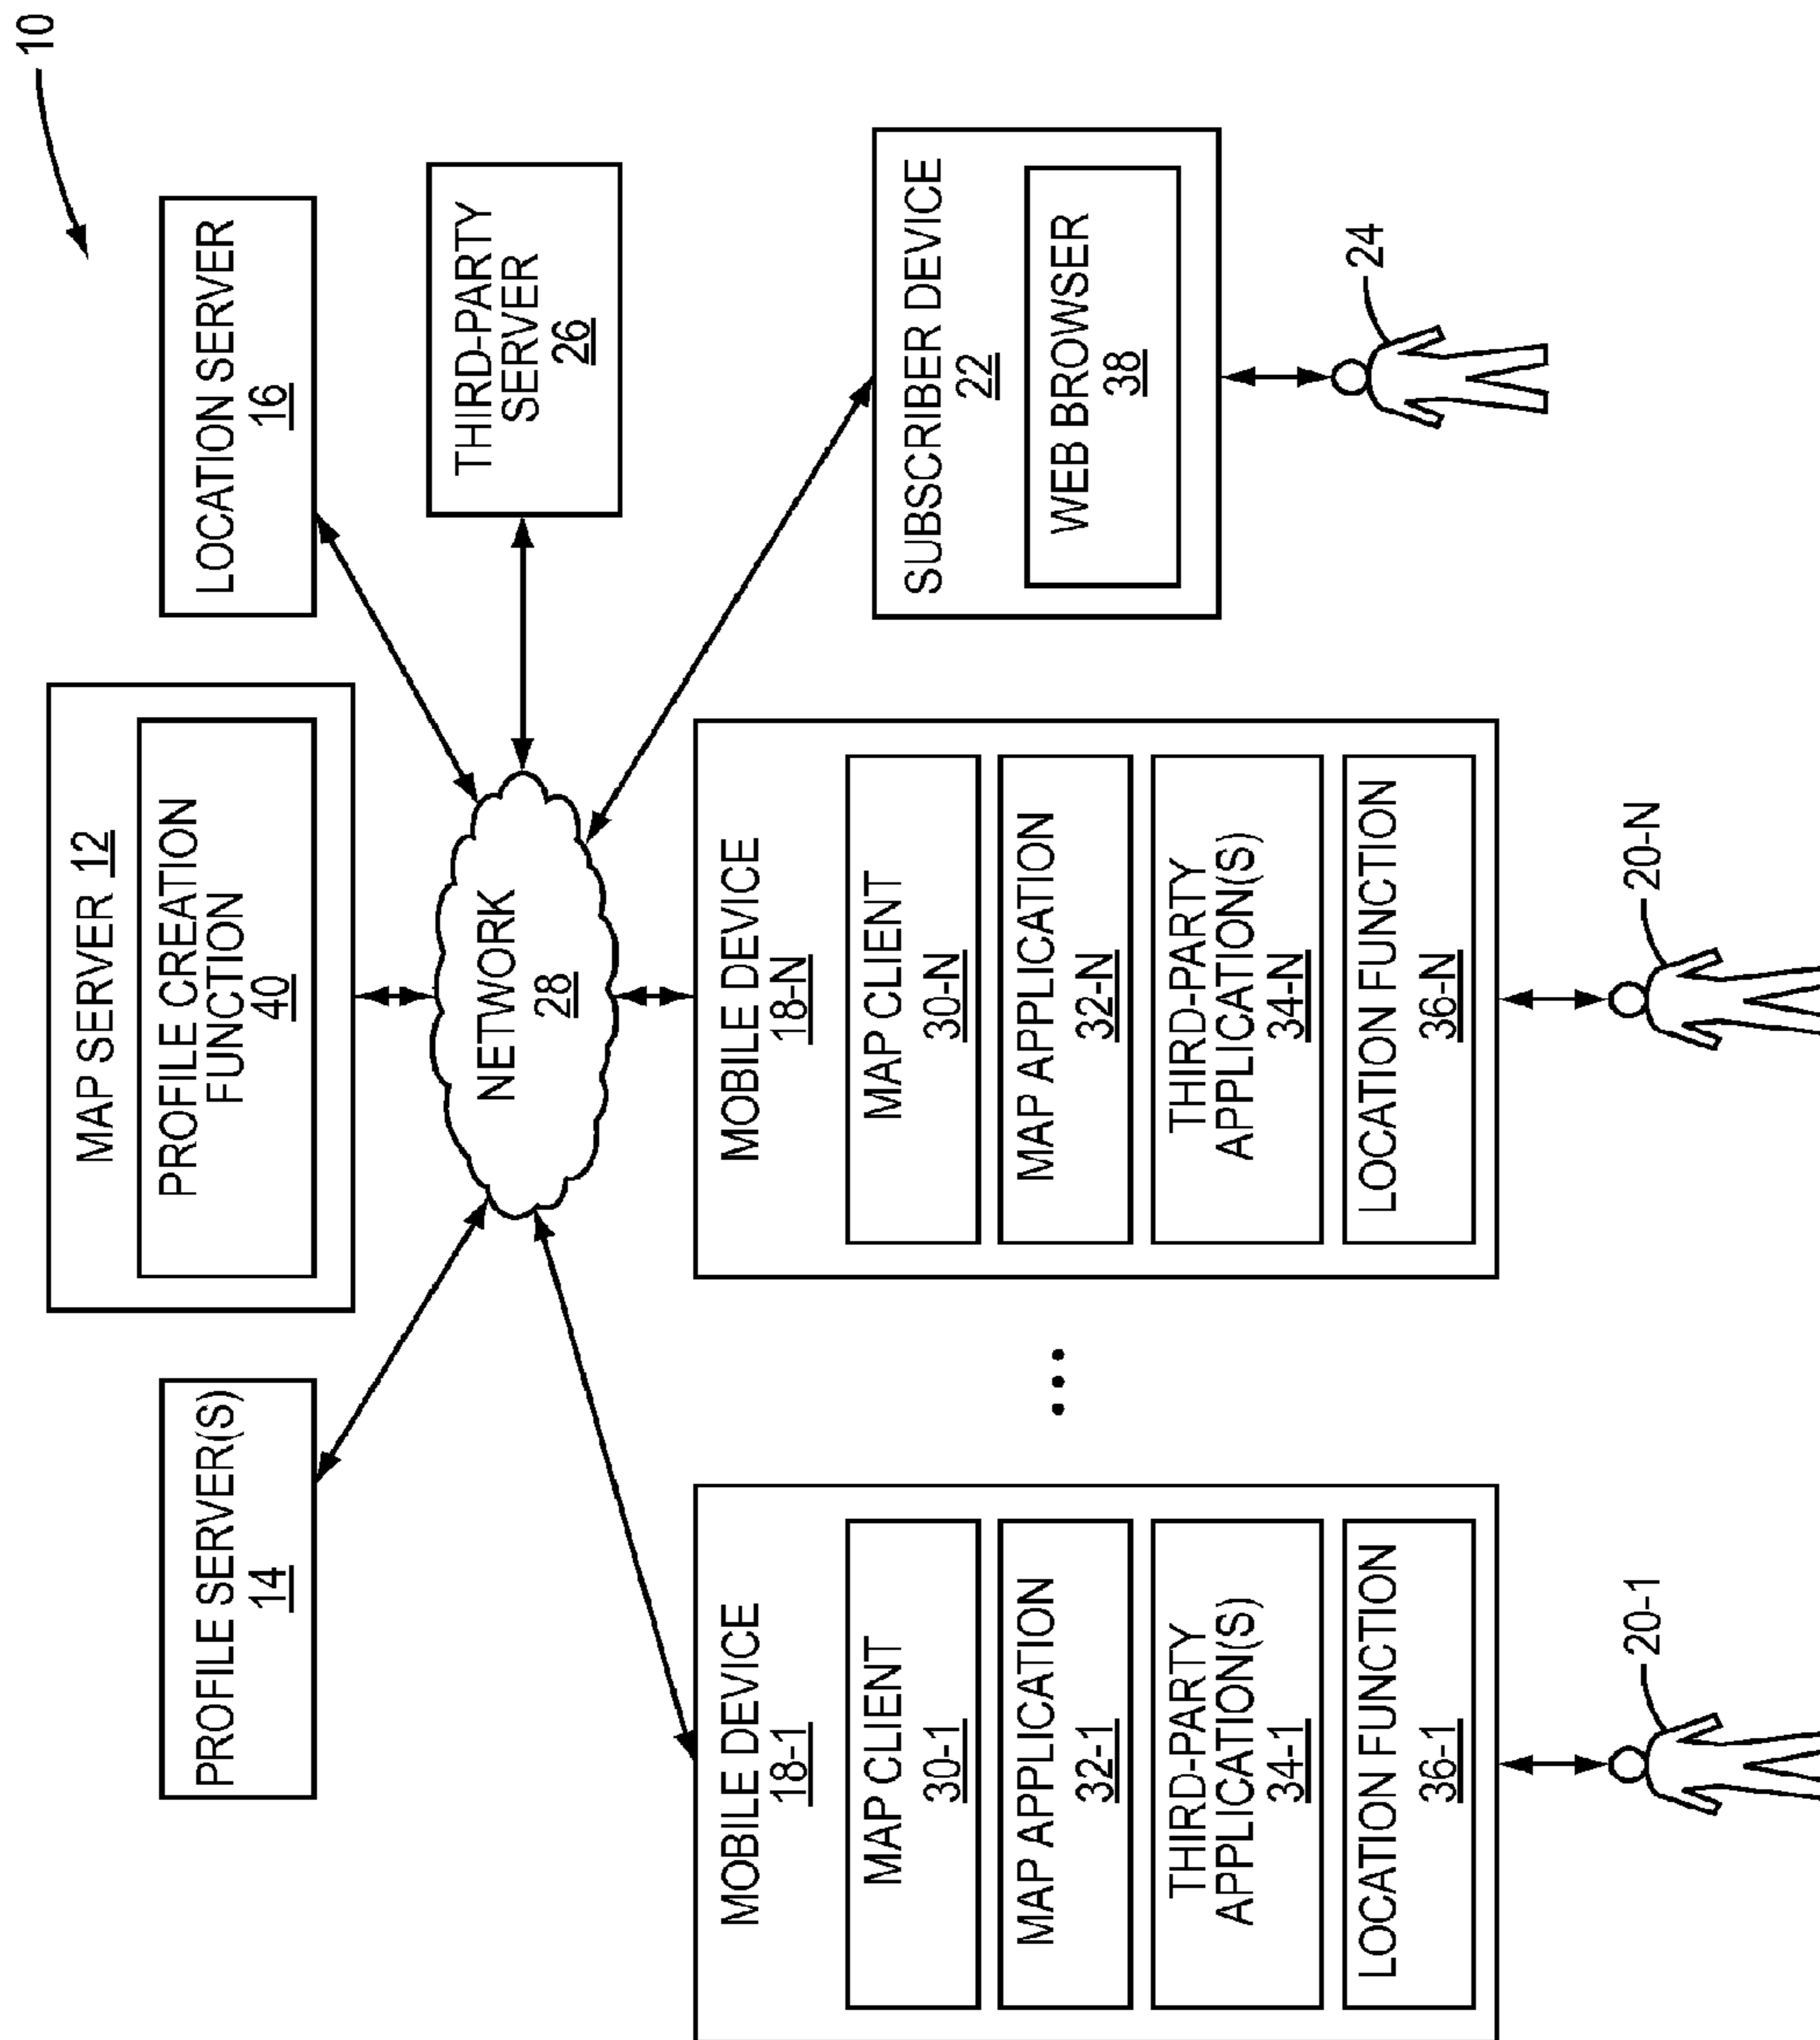 10
MAP SERVER 12
PROFILE CREATION
FUNCTION
40
PROFILE SERVER(S)
14
LOCATION SERVER
16
THIRD-PARTY
SERVER
26
NETWORK
28
MOBILE DEVICE
18-1
MAP CLIENT
30-1
MAP APPLICATION
32-1
THIRD-PARTY
APPLICATION(S)
34-1
LOCATION FUNCTION
36-1
20-1
MOBILE DEVICE
18-N
MAP CLIENT
30-N
MAP APPLICATION
32-N
THIRD-PARTY
APPLICATION(S)
34-N
LOCATION FUNCTION
36-N
20-N
SUBSCRIBER DEVICE
22
WEB BROWSER
38
24